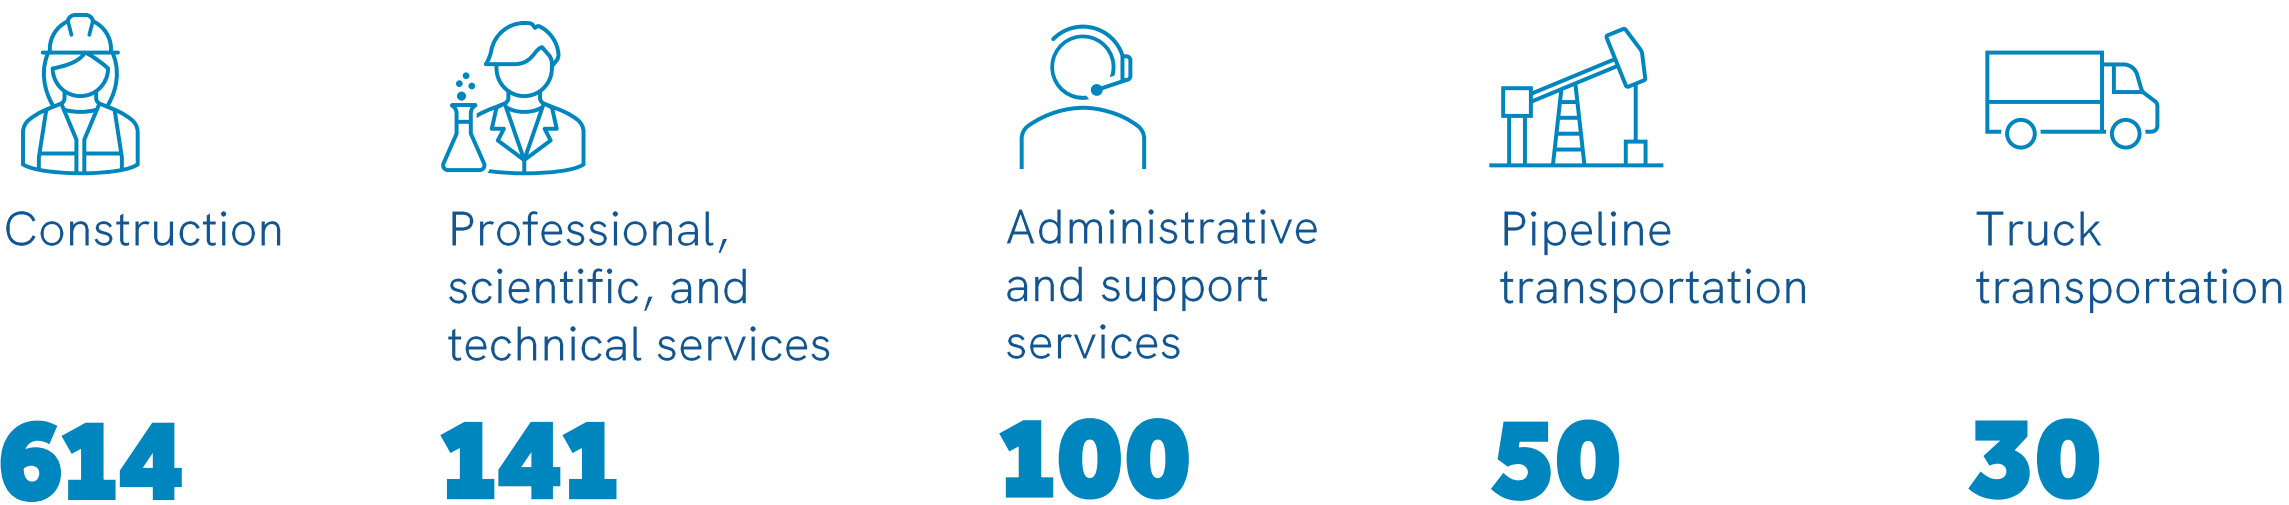 Construction
614
Professional,
scientific, and
technical services
141
Administrative
and support
services
100
Pipeline
transportation
50
Truck
transportation
30